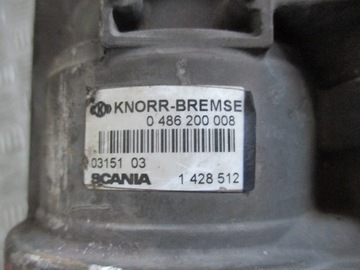 KNORR-BREMSE
0 486 200 008
03151 03
SCANIA 1 428 512